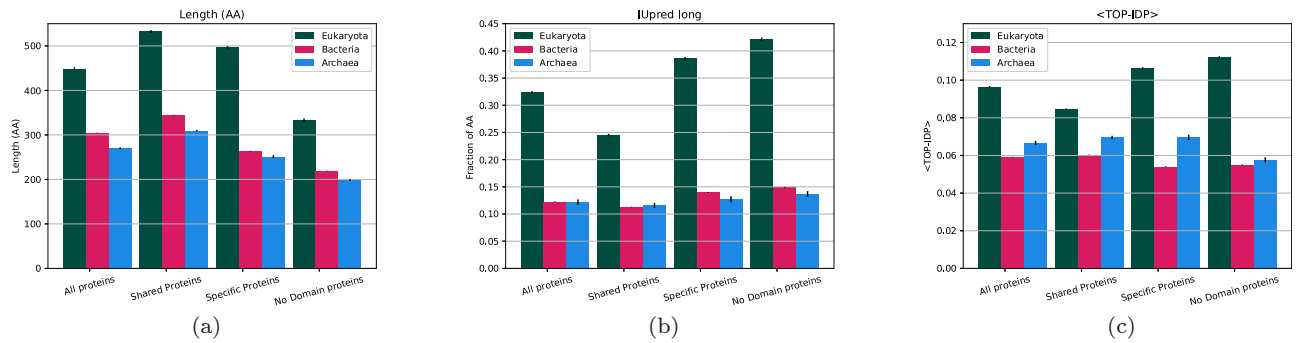 Length (AA)
Length (AA)
500
400
300
200
100
0
Eukaryota
Bacteria
Archaea
All proteins
Shared Proteins
Specific Proteins
No Domain proteins
(a)
IUpred long
Fraction of AA
0.45
0.40
0.35
0.30
0.25
0.20
0.15
0.10
0.05
0.00
Eukaryota
Bacteria
Archaea
All proteins
Shared Proteins
Specific Proteins
No Domain proteins
(b)
<TOP-IDP>
<TOP-IDP>
0.12
0.10
0.08
0.06
0.04
0.02
0.00
Eukaryota
Bacteria
Archaea
All proteins
Shared Proteins
Specific Proteins
No Domain proteins
(c)